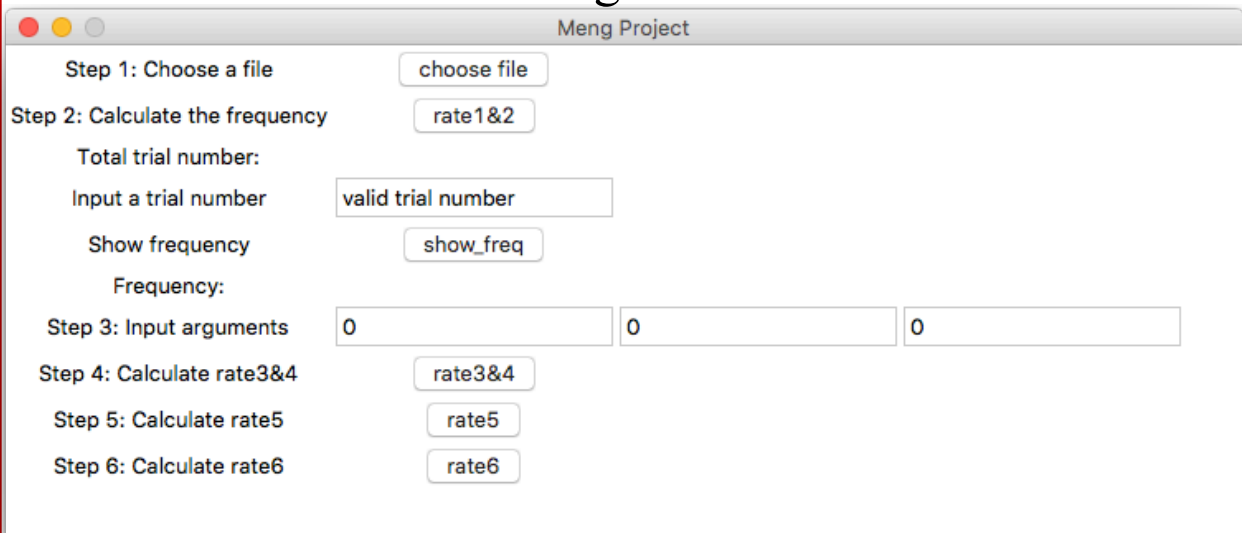 Meng Project
Step 1: Choose a file choose file
Step 2: Calculate the frequency rate1&2
Total trial number:
Input a trial number valid trial number
Show frequency show_freq
Frequency:
Step 3: Input arguments 0 0 0
Step 4: Calculate rate3&4 rate3&4
Step 5: Calculate rate5 rate5
Step 6: Calculate rate6 rate6